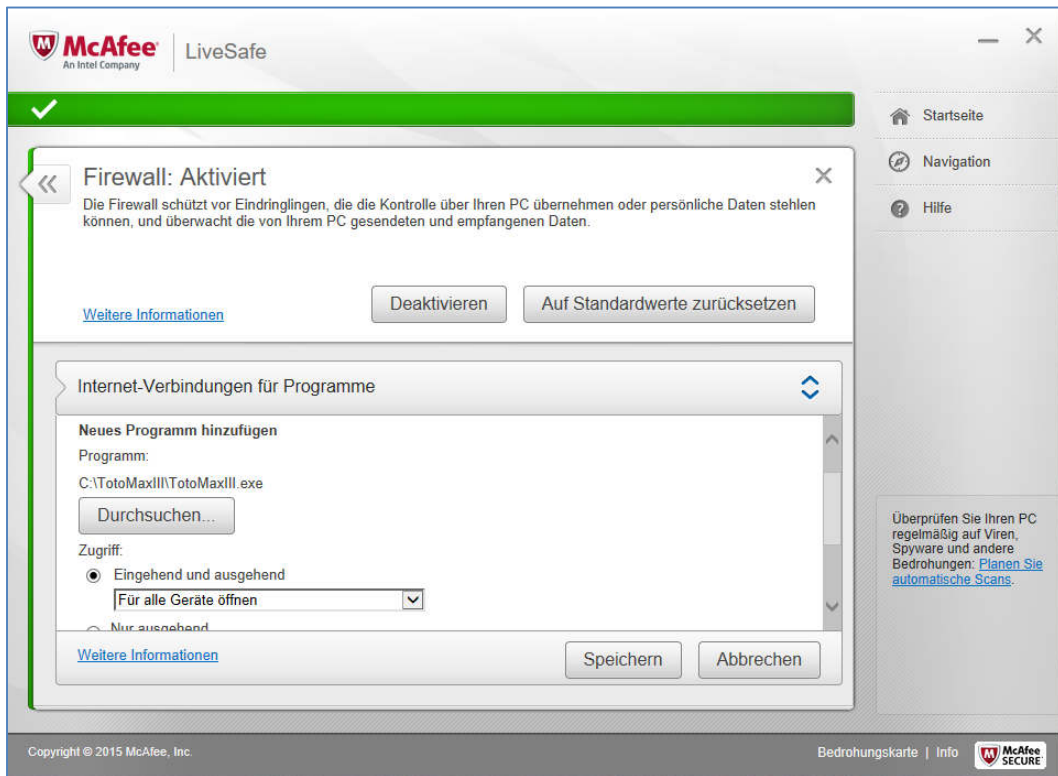 McAfee
An Intel Company
LiveSafe
Startseite
Navigation
Hilfe
Firewall: Aktiviert
Die Firewall schützt vor Eindringlingen, die die Kontrolle über Ihren PC übernehmen oder persönliche Daten stehlen
können, und überwacht die von Ihrem PC gesendeten und empfangenen Daten.
Weitere Informationen
Deaktivieren
Auf Standardwerte zurücksetzen
Internet-Verbindungen für Programme
Neues Programm hinzufügen
Programm:
C:\TotoMaxIII\TotoMaxIII.exe
Durchsuchen...
Zugriff:
Eingehend und ausgehend
Für alle Geräte öffnen
Nur ausgehend
Weitere Informationen
Speichern
Abbrechen
Überprüfen Sie Ihren PC
regelmäßig auf Viren,
Spyware und andere
Bedrohungen: Planen Sie
automatische Scans.
Copyright © 2015 McAfee, Inc.
Bedrohungskarte | Info
McAfee
SECURE